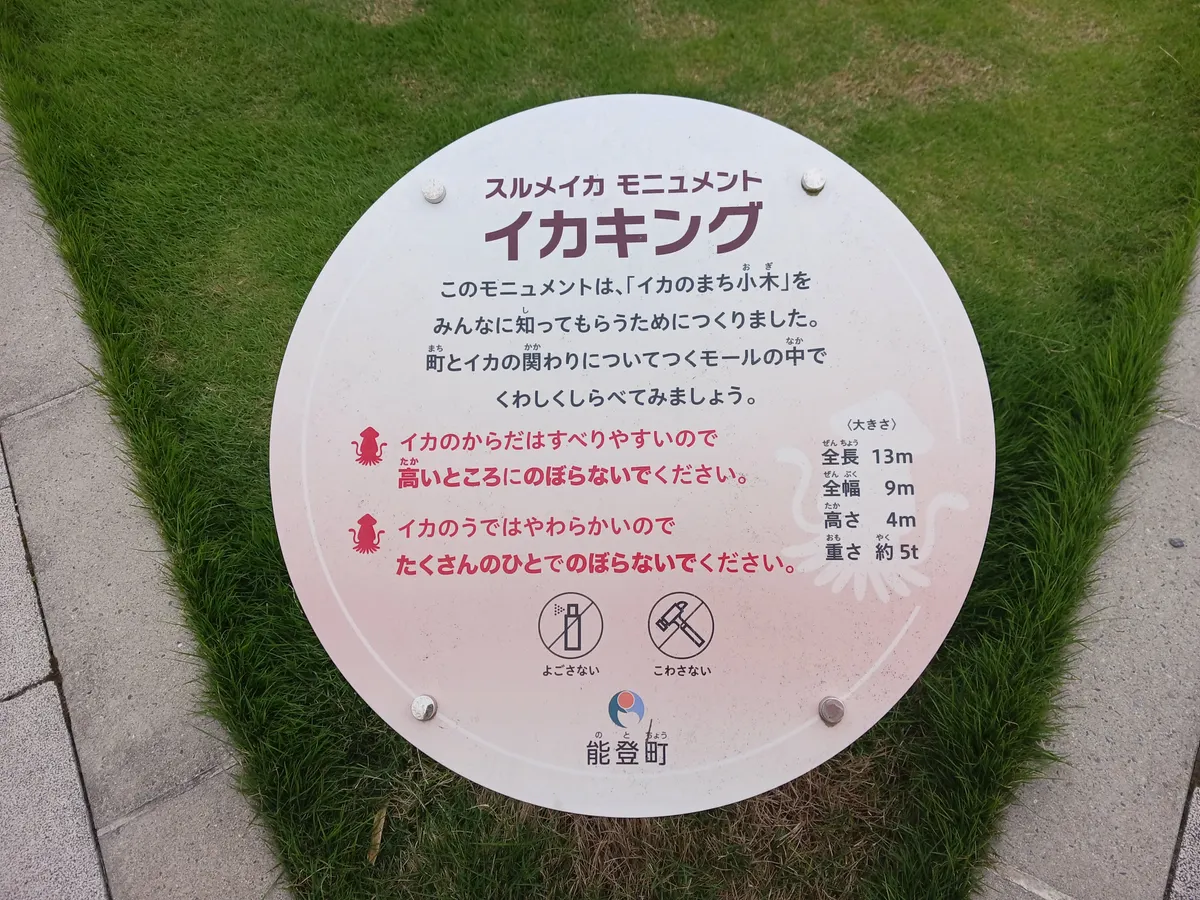 スルメイカ モニュメント
イカキング
このモニュメントは、「イカのまち小木」を
みんなに知ってもらうためにつくりました。
町とイカの関わりについてつくモールの中で
くわしくしらべてみましょう。
イカのからだはすべりやすいので
高いところにのぼらないでください。
イカのうではやわらかいので
たくさんのひとでのぼらないでください。
〈大きさ〉
全長 13m
全幅 9m
高さ 4m
重さ 約5t
よごさない
こわさない
能登町